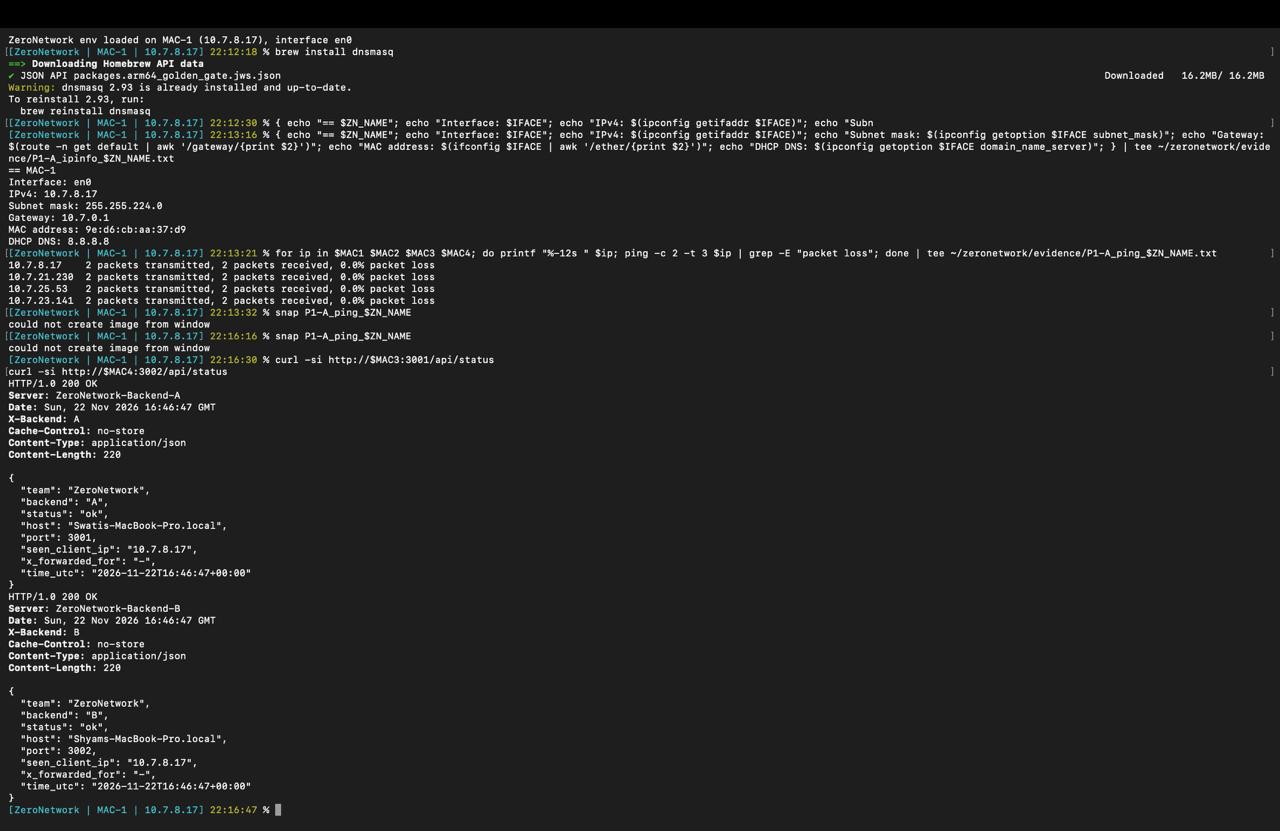 ZeroNetwork env loaded on MAC-1 (10.7.8.17), interface en0
[[ZeroNetwork | MAC-1 | 10.7.8.17] 22:12:18 % brew install dnsmasq ]
==> Downloading Homebrew API data
✔ JSON API packages.arm64_golden_gate.jws.json Downloaded 16.2MB/ 16.2MB
Warning: dnsmasq 2.93 is already installed and up-to-date.
To reinstall 2.93, run:
  brew reinstall dnsmasq
[[ZeroNetwork | MAC-1 | 10.7.8.17] 22:12:30 % { echo "== $ZN_NAME"; echo "Interface: $IFACE"; echo "IPv4: $(ipconfig getifaddr $IFACE)"; echo "Subn ]
[ZeroNetwork | MAC-1 | 10.7.8.17] 22:13:16 % { echo "== $ZN_NAME"; echo "Interface: $IFACE"; echo "IPv4: $(ipconfig getifaddr $IFACE)"; echo "Subnet mask: $(ipconfig getoption $IFACE subnet_mask)"; echo "Gateway:
$(route -n get default | awk '/gateway/{print $2}')"; echo "MAC address: $(ifconfig $IFACE | awk '/ether/{print $2}')"; echo "DHCP DNS: $(ipconfig getoption $IFACE domain_name_server)"; } | tee ~/zeronetwork/evide
nce/P1-A_ipinfo_$ZN_NAME.txt
== MAC-1
Interface: en0
IPv4: 10.7.8.17
Subnet mask: 255.255.224.0
Gateway: 10.7.0.1
MAC address: 9e:d6:cb:aa:37:d9
DHCP DNS: 8.8.8.8
[[ZeroNetwork | MAC-1 | 10.7.8.17] 22:13:21 % for ip in $MAC1 $MAC2 $MAC3 $MAC4; do printf "%-12s " $ip; ping -c 2 -t 3 $ip | grep -E "packet loss"; done | tee ~/zeronetwork/evidence/P1-A_ping_$ZN_NAME.txt ]
10.7.8.17    2 packets transmitted, 2 packets received, 0.0% packet loss
10.7.21.230  2 packets transmitted, 2 packets received, 0.0% packet loss
10.7.25.53   2 packets transmitted, 2 packets received, 0.0% packet loss
10.7.23.141  2 packets transmitted, 2 packets received, 0.0% packet loss
[[ZeroNetwork | MAC-1 | 10.7.8.17] 22:13:32 % snap P1-A_ping_$ZN_NAME ]
could not create image from window
[[ZeroNetwork | MAC-1 | 10.7.8.17] 22:16:16 % snap P1-A_ping_$ZN_NAME ]
could not create image from window
[ZeroNetwork | MAC-1 | 10.7.8.17] 22:16:30 % curl -si http://$MAC3:3001/api/status
[curl -si http://$MAC4:3002/api/status ]
HTTP/1.0 200 OK
Server: ZeroNetwork-Backend-A
Date: Sun, 22 Nov 2026 16:46:47 GMT
X-Backend: A
Cache-Control: no-store
Content-Type: application/json
Content-Length: 220
{
  "team": "ZeroNetwork",
  "backend": "A",
  "status": "ok",
  "host": "Swatis-MacBook-Pro.local",
  "port": 3001,
  "seen_client_ip": "10.7.8.17",
  "x_forwarded_for": "-",
  "time_utc": "2026-11-22T16:46:47+00:00"
}
HTTP/1.0 200 OK
Server: ZeroNetwork-Backend-B
Date: Sun, 22 Nov 2026 16:46:47 GMT
X-Backend: B
Cache-Control: no-store
Content-Type: application/json
Content-Length: 220
{
  "team": "ZeroNetwork",
  "backend": "B",
  "status": "ok",
  "host": "Shyams-MacBook-Pro.local",
  "port": 3002,
  "seen_client_ip": "10.7.8.17",
  "x_forwarded_for": "-",
  "time_utc": "2026-11-22T16:46:47+00:00"
}
[ZeroNetwork | MAC-1 | 10.7.8.17] 22:16:47 %